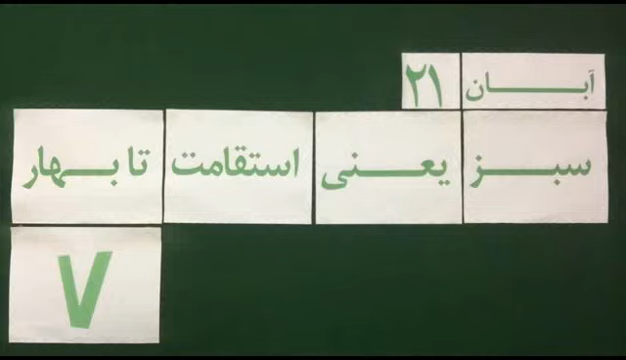 آبان ۲۱
سبز یعنی استقامت تا بهار
۷